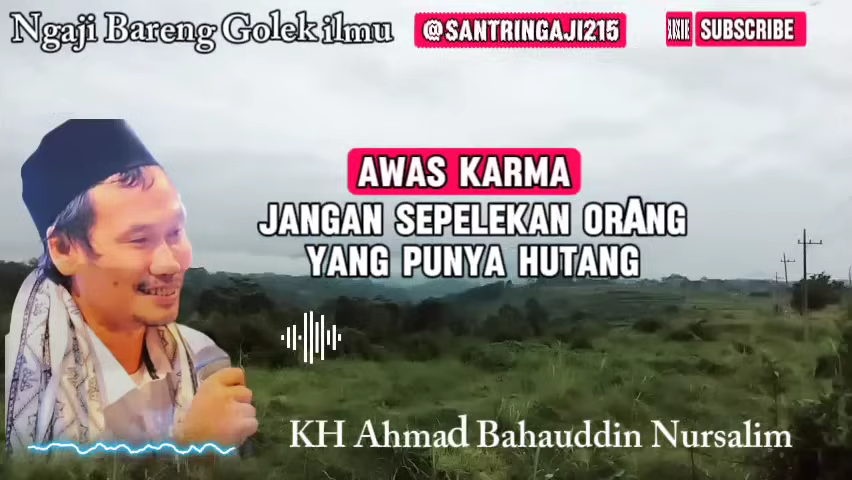 Ngaji Bareng Golek ilmu
@SANTRINGAJI215
SUBSCRIBE
AWAS KARMA
JANGAN SEPELEKAN ORANG
YANG PUNYA HUTANG
KH Ahmad Bahauddin Nursalim